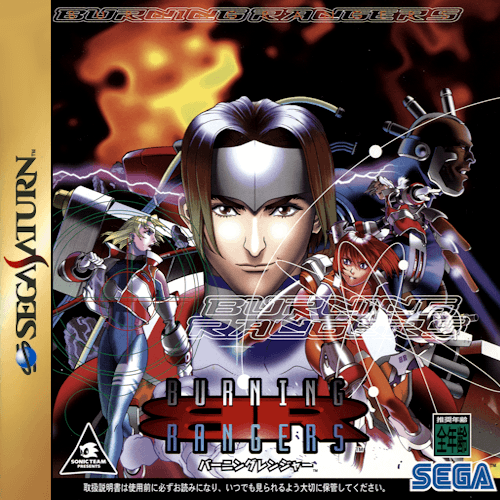 BURNING RANGERS
SEGA SATURN™
BURNING
RANGERS
BURNING
RANGERS™
バーニングレンジャー
SONIC TEAM
PRESENTS
推奨年齢
全年齢
SEGA
取扱説明書は使用前に必ずお読みになり、いつでも見られるよう大切に保管してください。